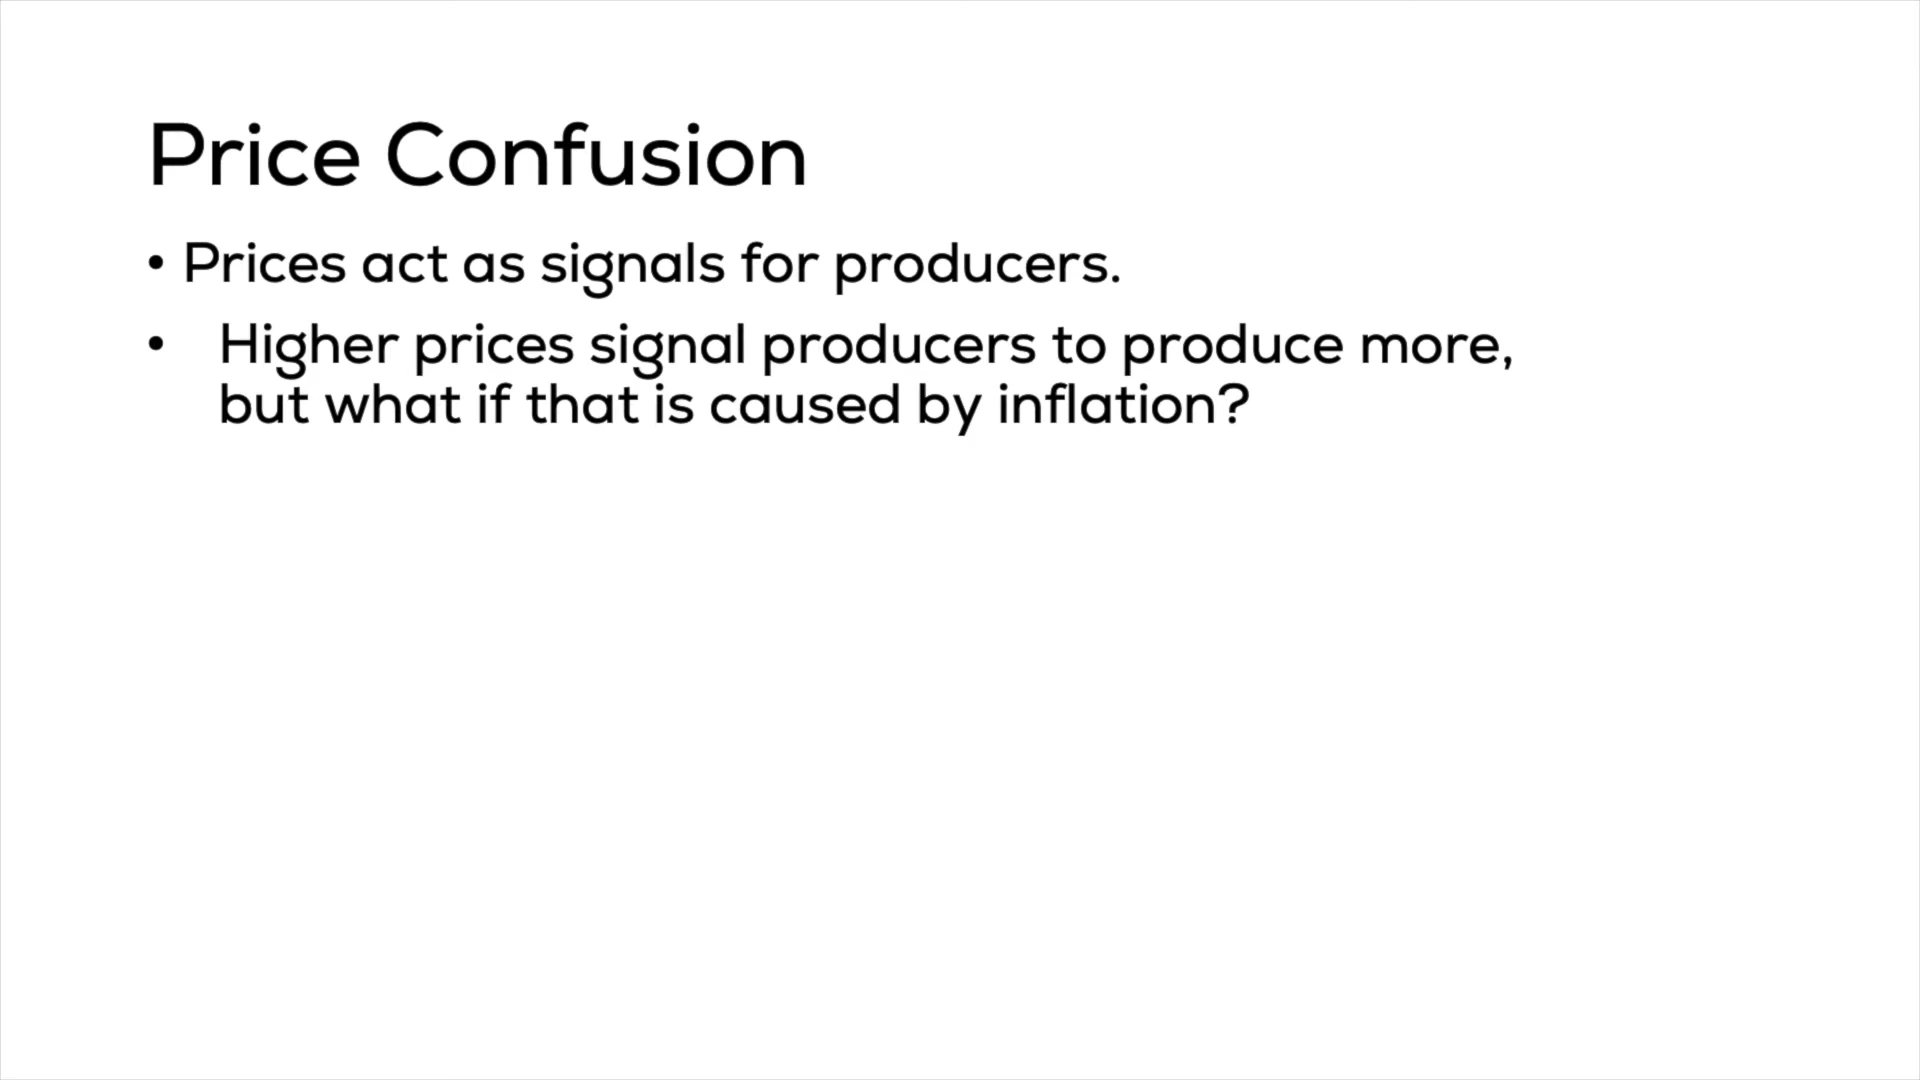 Price Confusion
• Prices act as signals for producers.
• Higher prices signal producers to produce more,
but what if that is caused by inflation?